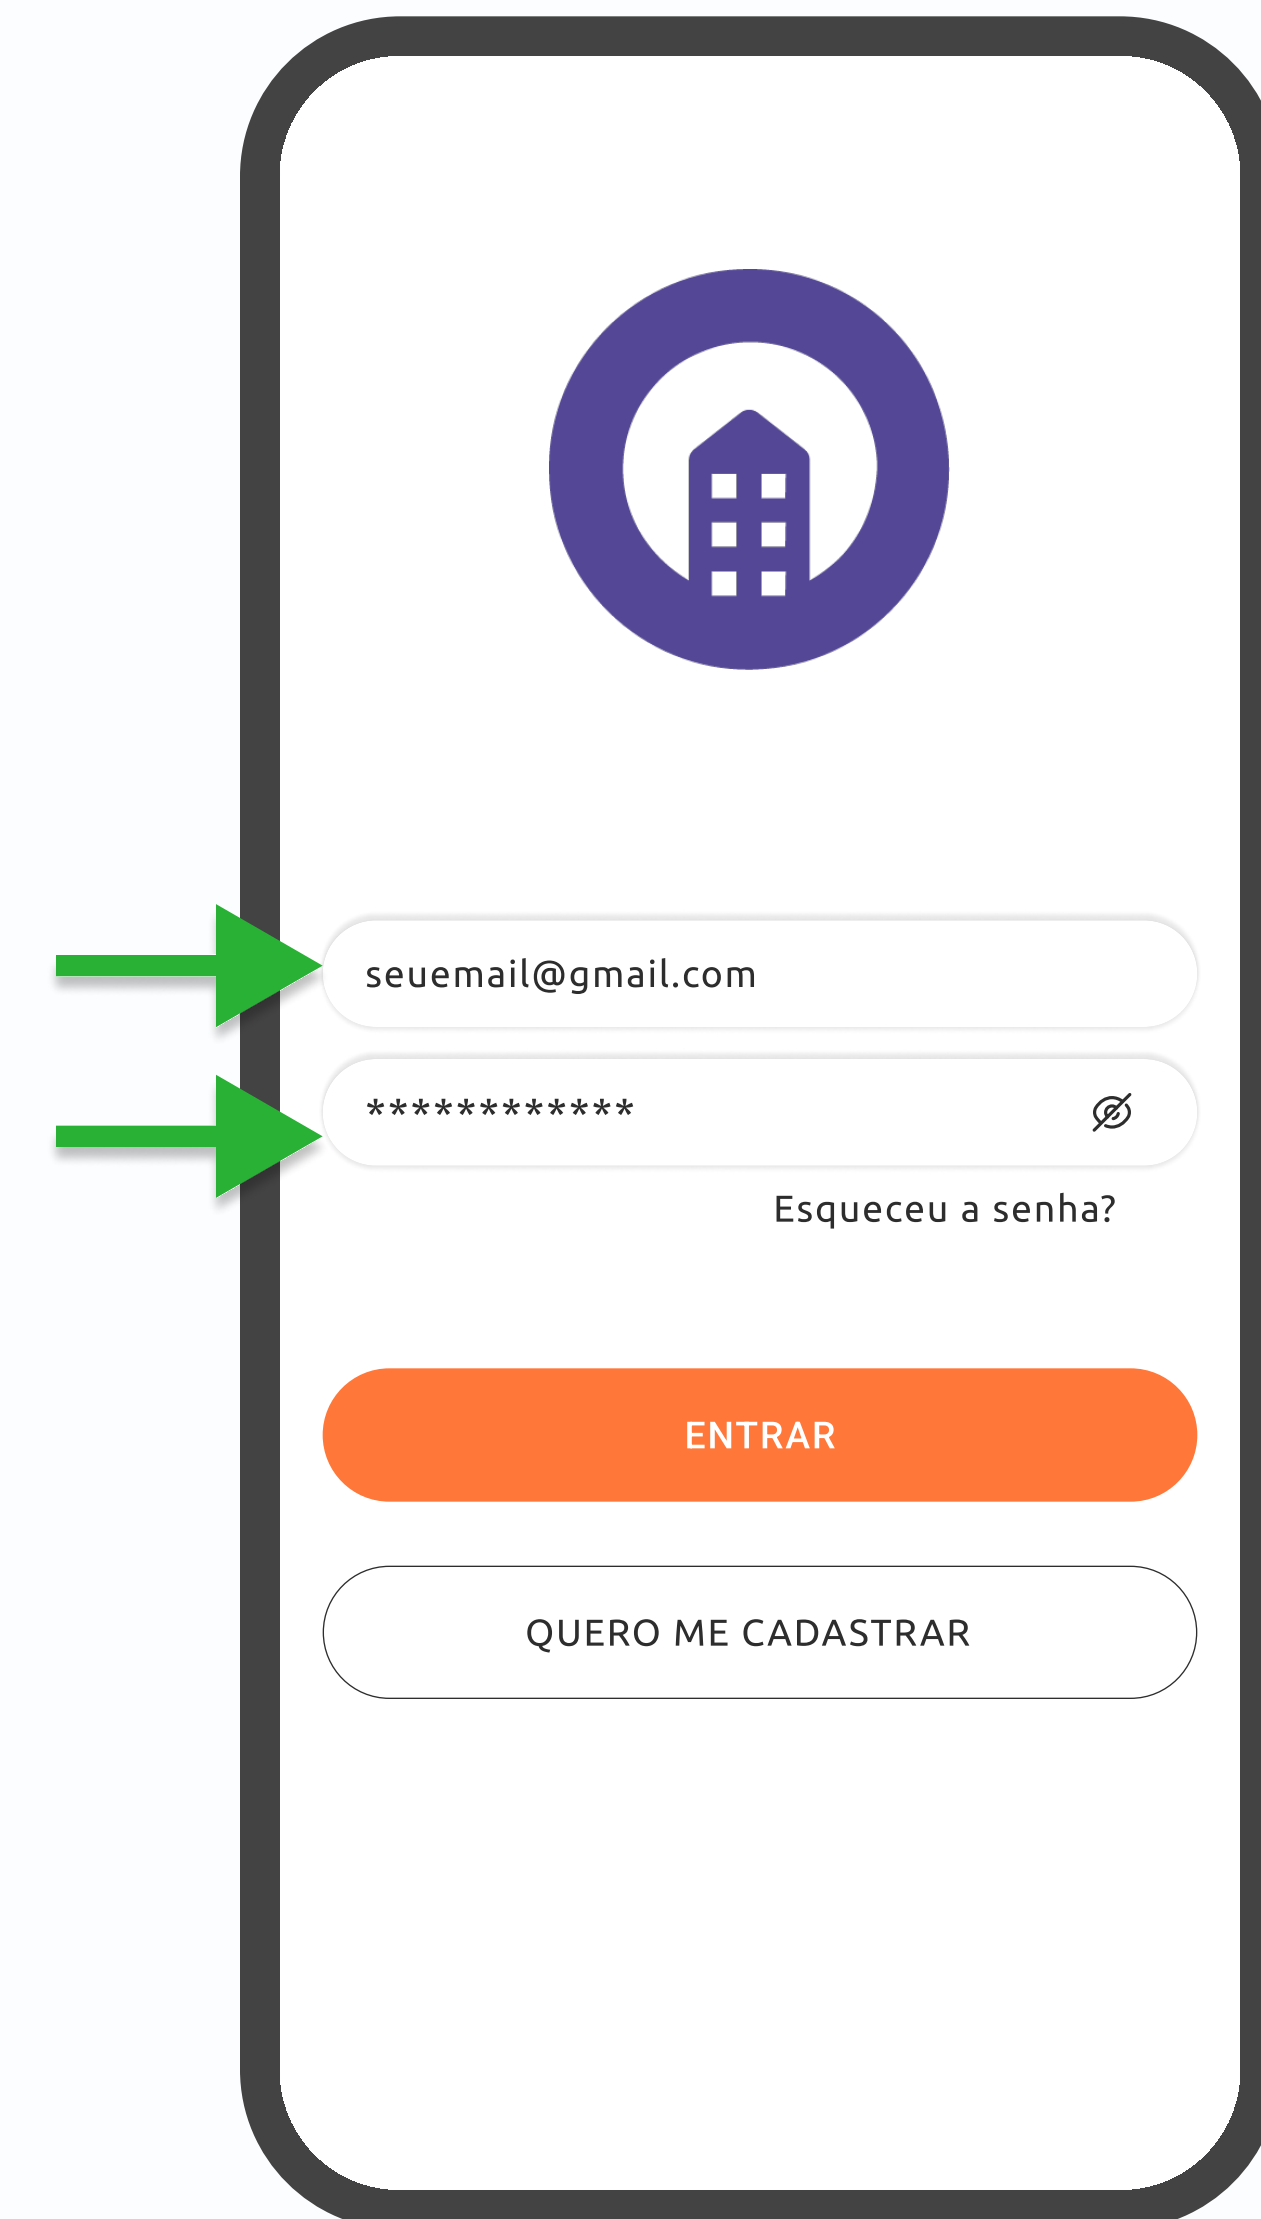 seuemail@gmail.com
************
Esqueceu a senha?
ENTRAR
QUERO ME CADASTRAR